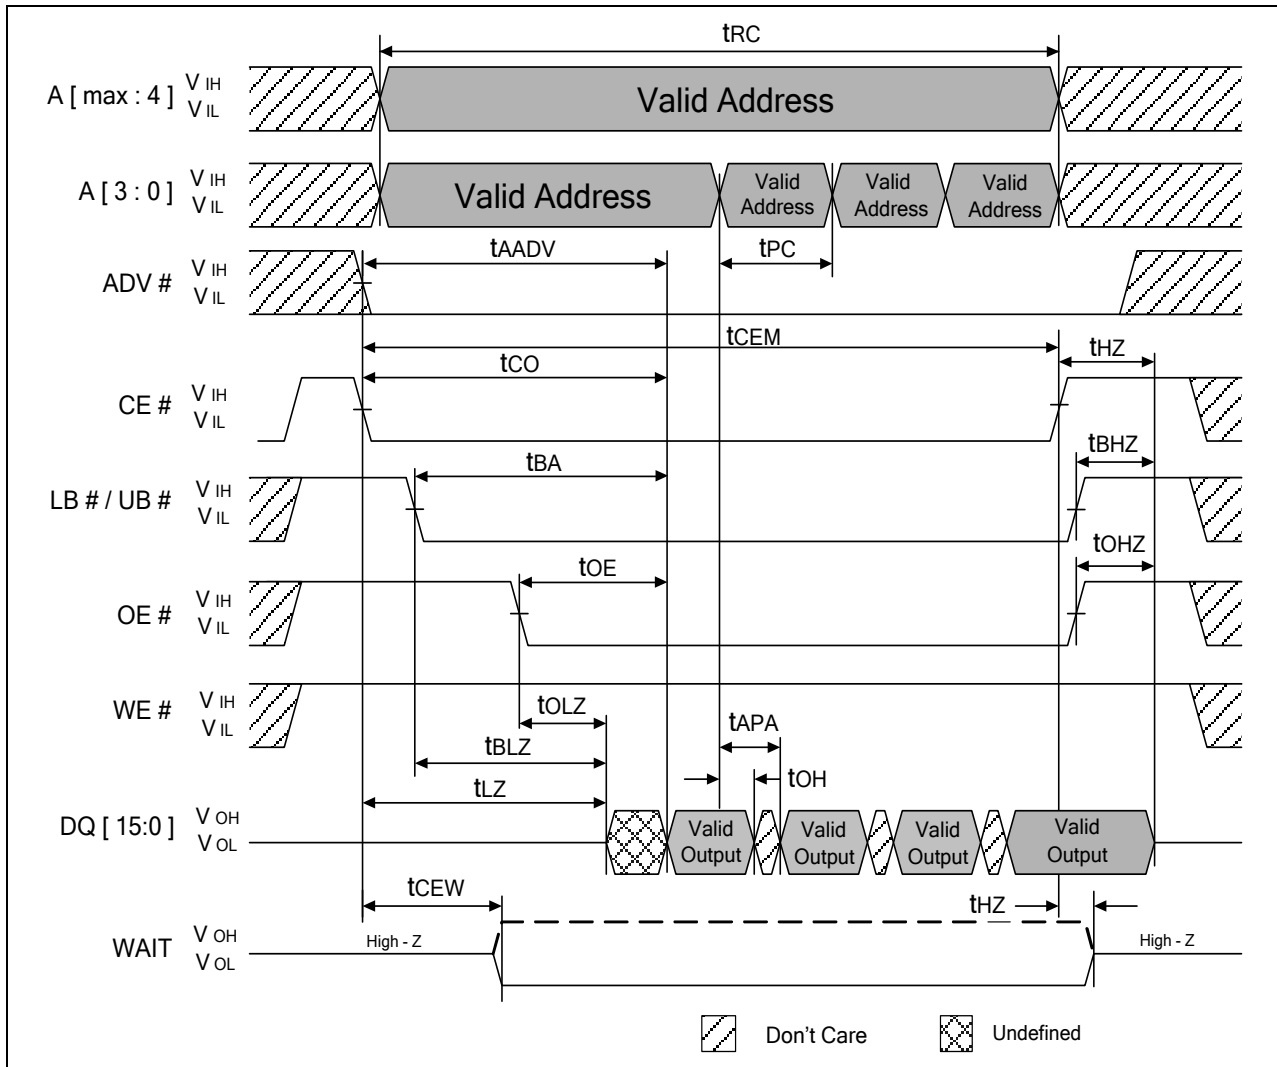 tRC
A [ max : 4 ] V IH
V IL
Valid Address
A [ 3 : 0 ] V IH
V IL
Valid Address
Valid Address
Valid Address
Valid Address
tAADV
tPC
ADV # V IH
V IL
tCEM
tCO
tHZ
CE # V IH
V IL
tBA
tBHZ
LB # / UB # V IH
V IL
tOE
tOHZ
OE # V IH
V IL
WE # V IH
V IL
tOLZ
tAPA
tBLZ
tOH
tLZ
DQ [ 15:0 ] V OH
V OL
Valid Output
Valid Output
Valid Output
Valid Output
tCEW
tHZ
WAIT V OH
V OL
High - Z
High - Z
Don't Care
Undefined